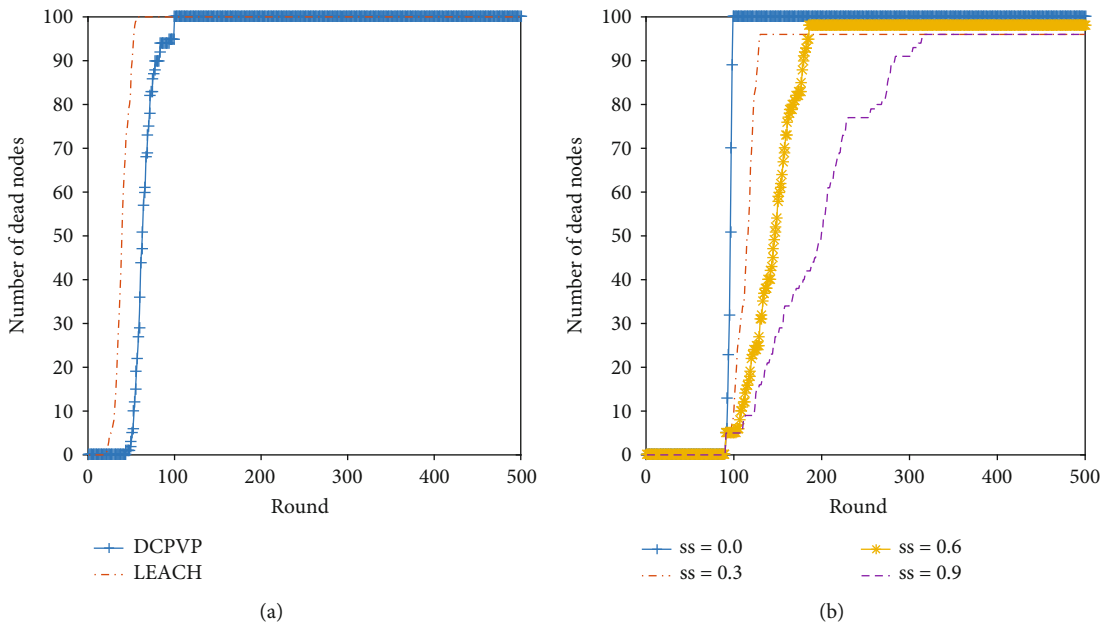 100
90
80
70
60
50
40
30
20
10
0
Number of dead nodes
0 100 200 300 400 500
Round
DCPVP
LEACH
(a)
100
90
80
70
60
50
40
30
20
10
0
Number of dead nodes
0 100 200 300 400 500
Round
ss = 0.0 ss = 0.6
ss = 0.3 ss = 0.9
(b)